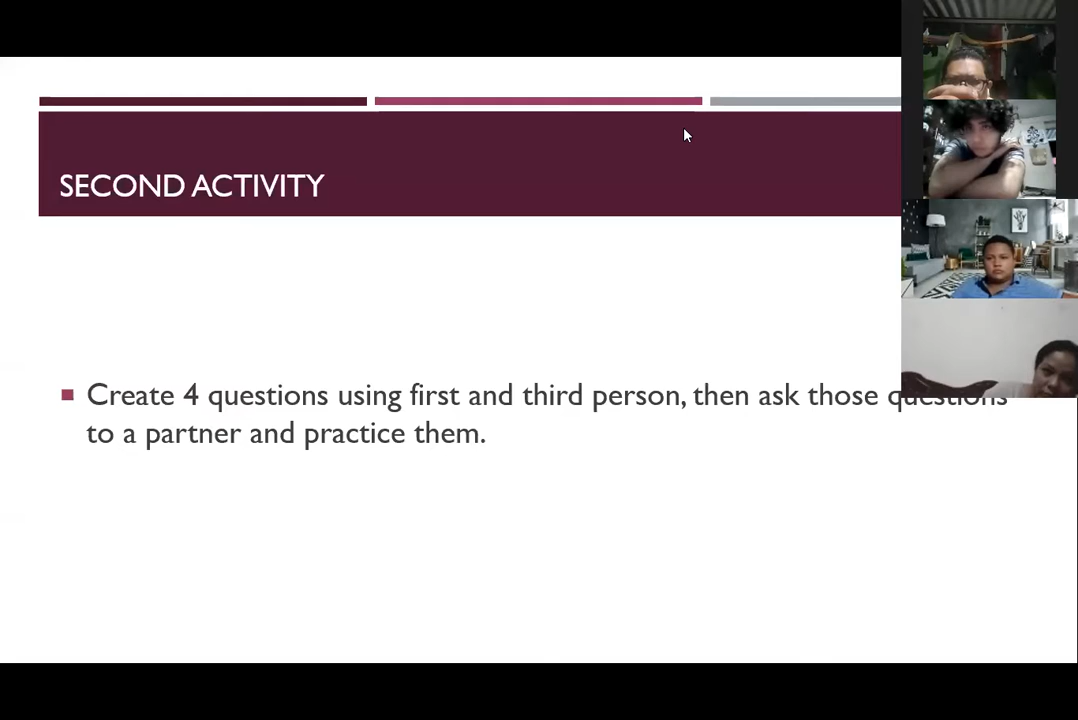 SECOND ACTIVITY
Create 4 questions using first and third person, then ask those questions
to a partner and practice them.